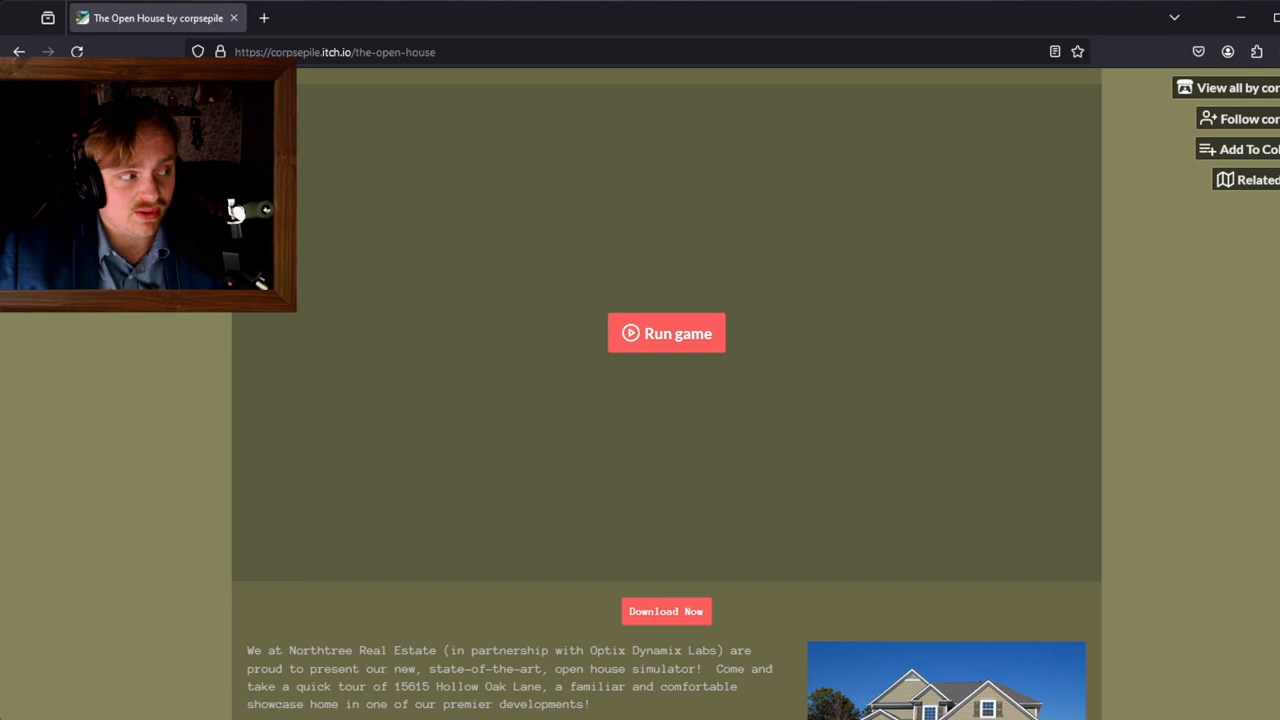 The Open House by corpsepile
https://corpsepile.itch.io/the-open-house
View all by cor
Follow cor
Add To Col
Related
Run game
Download Now
We at Northtree Real Estate (in partnership with Optix Dynamix Labs) are
proud to present our new, state-of-the-art, open house simulator! Come and
take a quick tour of 15615 Hollow Oak Lane, a familiar and comfortable
showcase home in one of our premier developments!